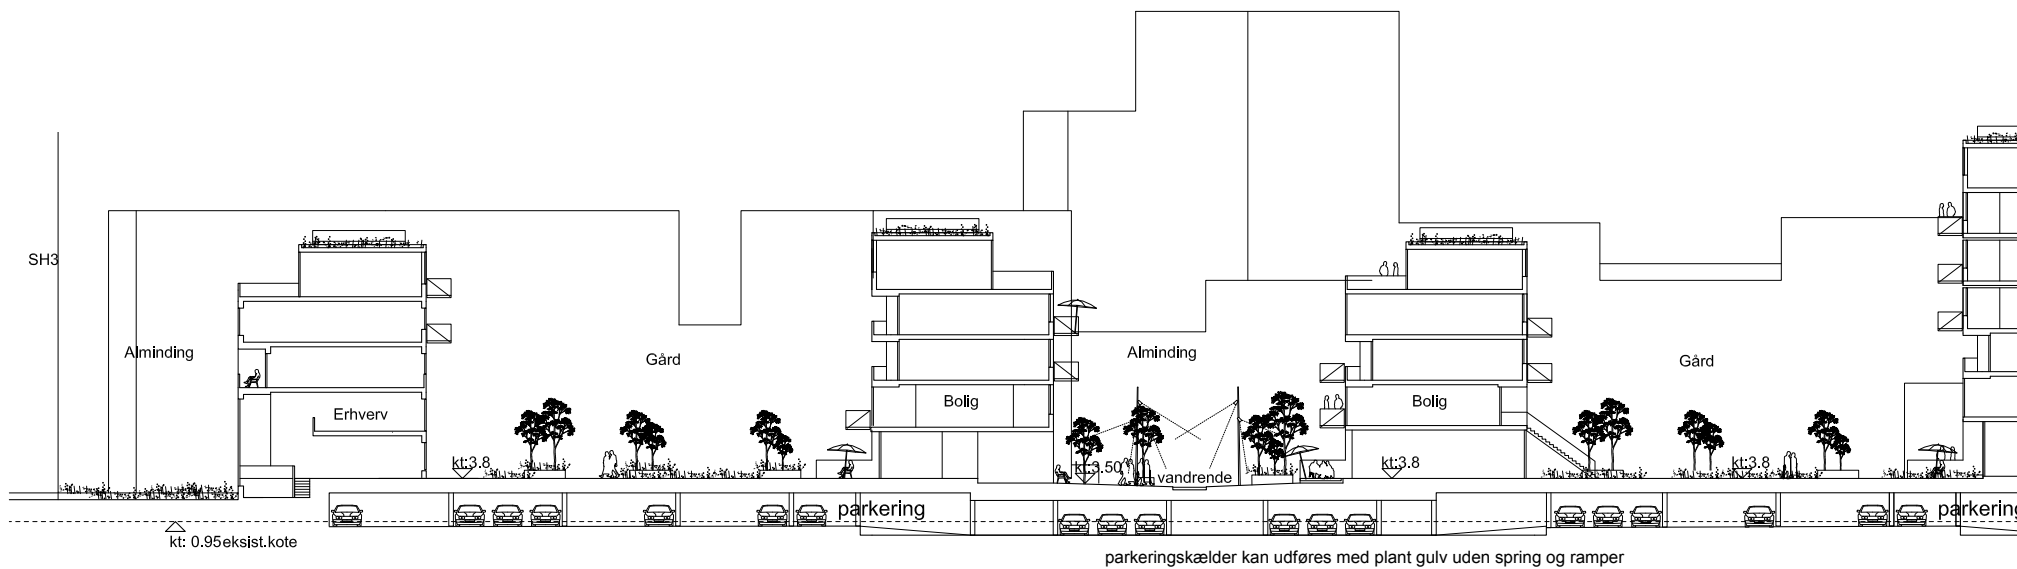 SH3
Alminding
Erhverv
Gård
kt:3.8
Bolig
Alminding
kt:3.50
vandrende
Bolig
kt:3.8
Gård
kt:3.8
parkering
parkering
kt: 0.95eksist.kote
parkeringskælder kan udføres med plant gulv uden spring og ramper